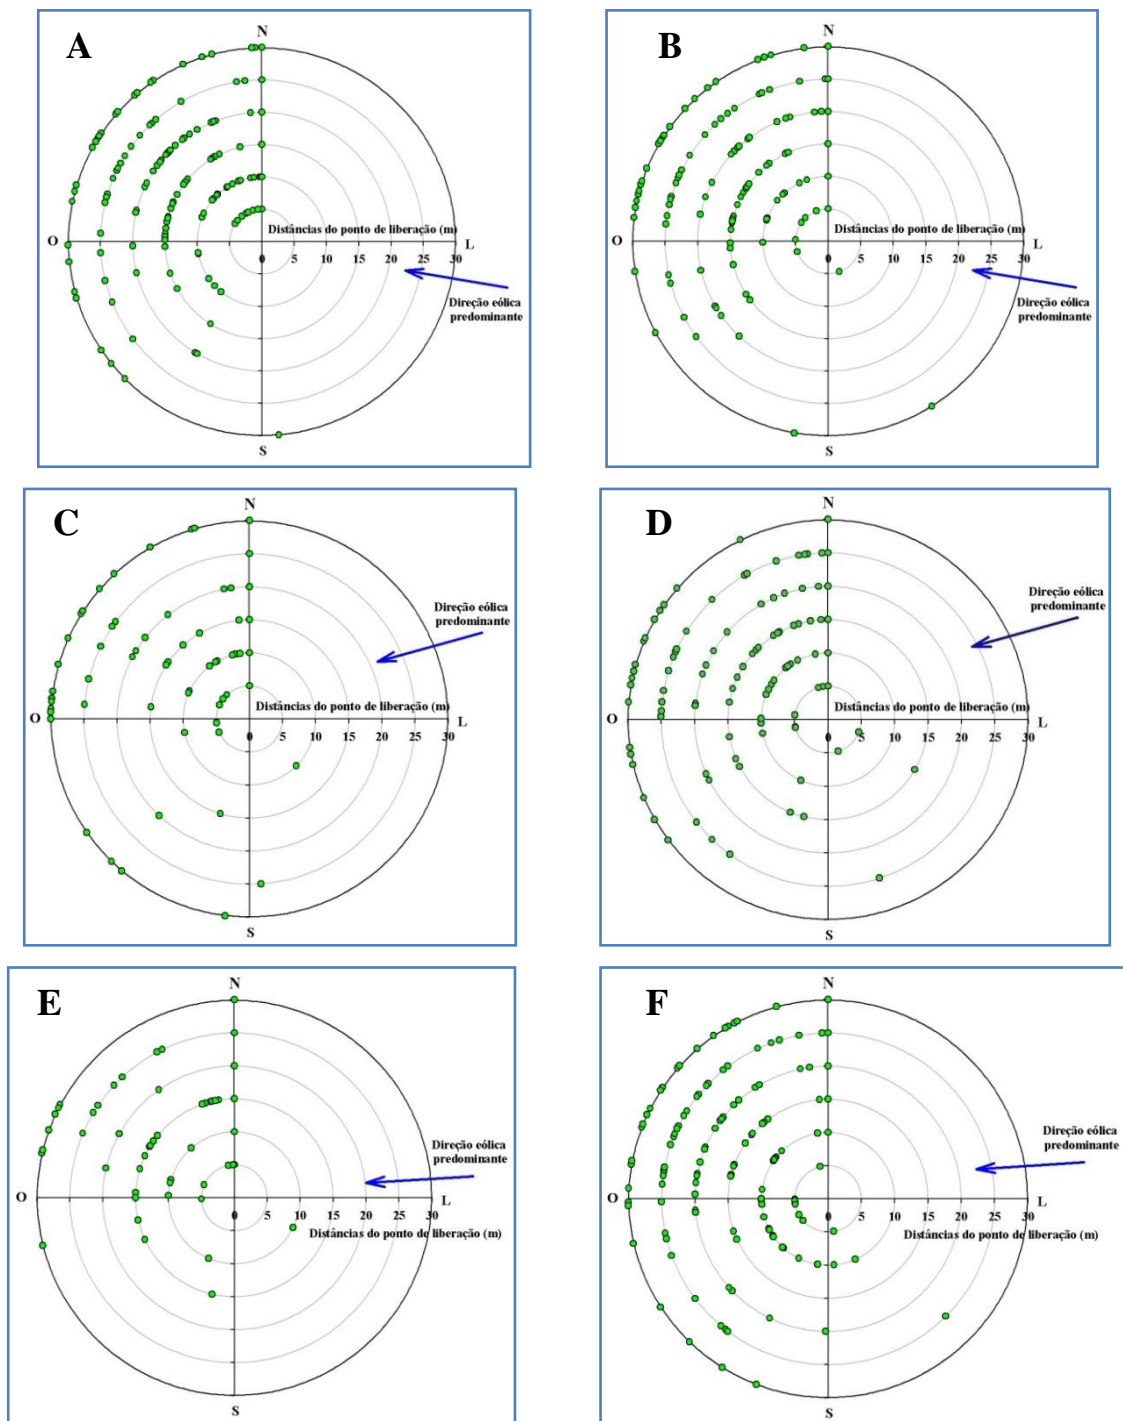 A
N
O
L
S
Distâncias do ponto de liberação (m)
0 5 10 15 20 25 30
Direção eólica
predominante
B
N
O
L
S
Distâncias do ponto de liberação (m)
0 5 10 15 20 25 30
Direção eólica
predominante
C
N
Direção eólica
predominante
Distâncias do ponto de liberação (m)
O
L
0 5 10 15 20 25 30
S
D
N
Direção eólica
predominante
Distâncias do ponto de liberação (m)
O
L
0 5 10 15 20 25 30
S
E
N
Direção eólica
predominante
O
L
0 5 10 15 20 25 30
Distâncias do ponto de liberação (m)
S
F
N
Direção eólica
predominante
O
L
0 5 10 15 20 25 30
Distâncias do ponto de liberação (m)
S